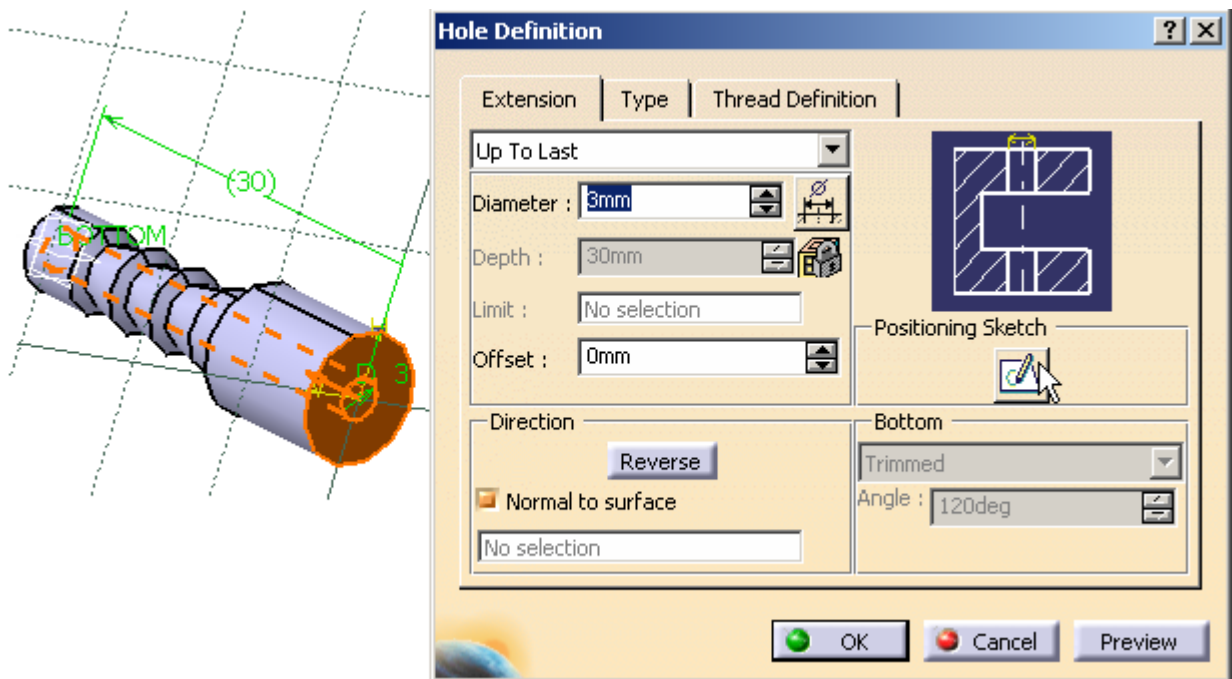 (30)
BOTTOM
H
D 3
Hole Definition
Extension
Type
Thread Definition
Up To Last
Diameter :
3mm
Depth :
30mm
Limit :
No selection
Offset :
0mm
Positioning Sketch
Direction
Reverse
Normal to surface
No selection
Bottom
Trimmed
Angle :
120deg
OK
Cancel
Preview